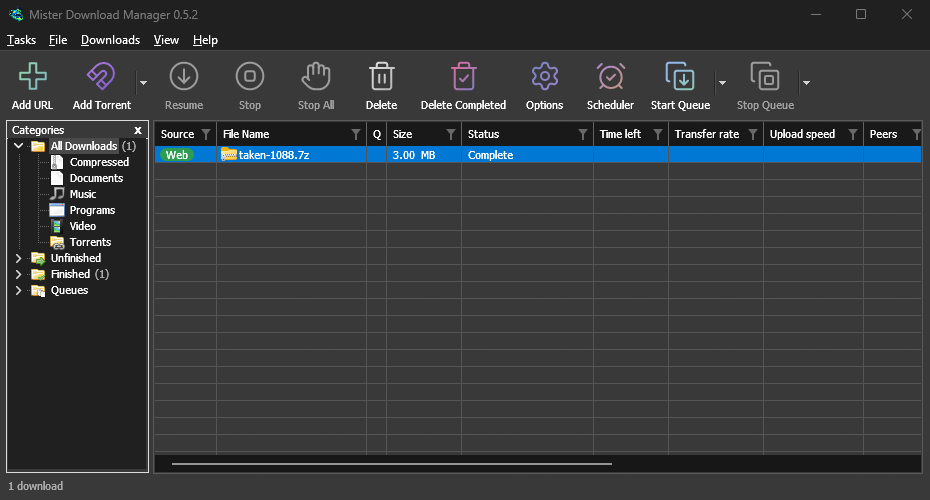 Mister Download Manager 0.5.2
Tasks File Downloads View Help
Add URL Add Torrent Resume Stop Stop All Delete Delete Completed Options Scheduler Start Queue Stop Queue
Categories x
All Downloads (1)
Compressed
Documents
Music
Programs
Video
Torrents
Unfinished
Finished (1)
Queues
Source File Name Q Size Status Time left Transfer rate Upload speed Peers
Web taken-1088.7z 3.00 MB Complete
1 download